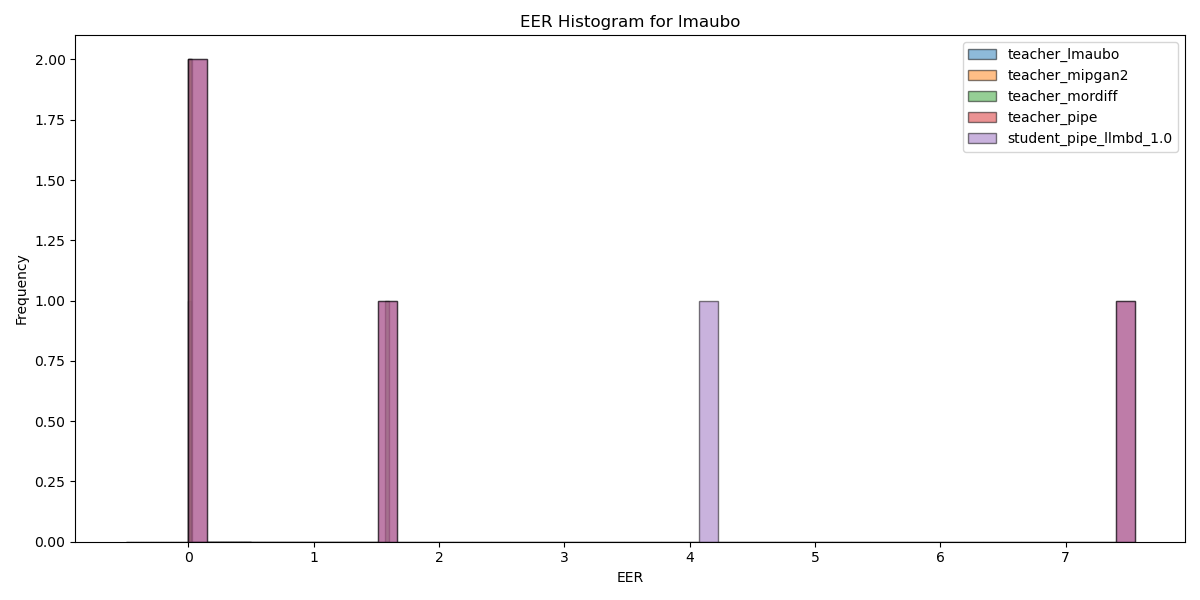 EER Histogram for lmaubo
2.00
1.75
1.50
1.25
1.00
0.75
0.50
0.25
0.00
Frequency
0 1 2 3 4 5 6 7
EER
teacher_lmaubo
teacher_mipgan2
teacher_mordiff
teacher_pipe
student_pipe_llmbd_1.0